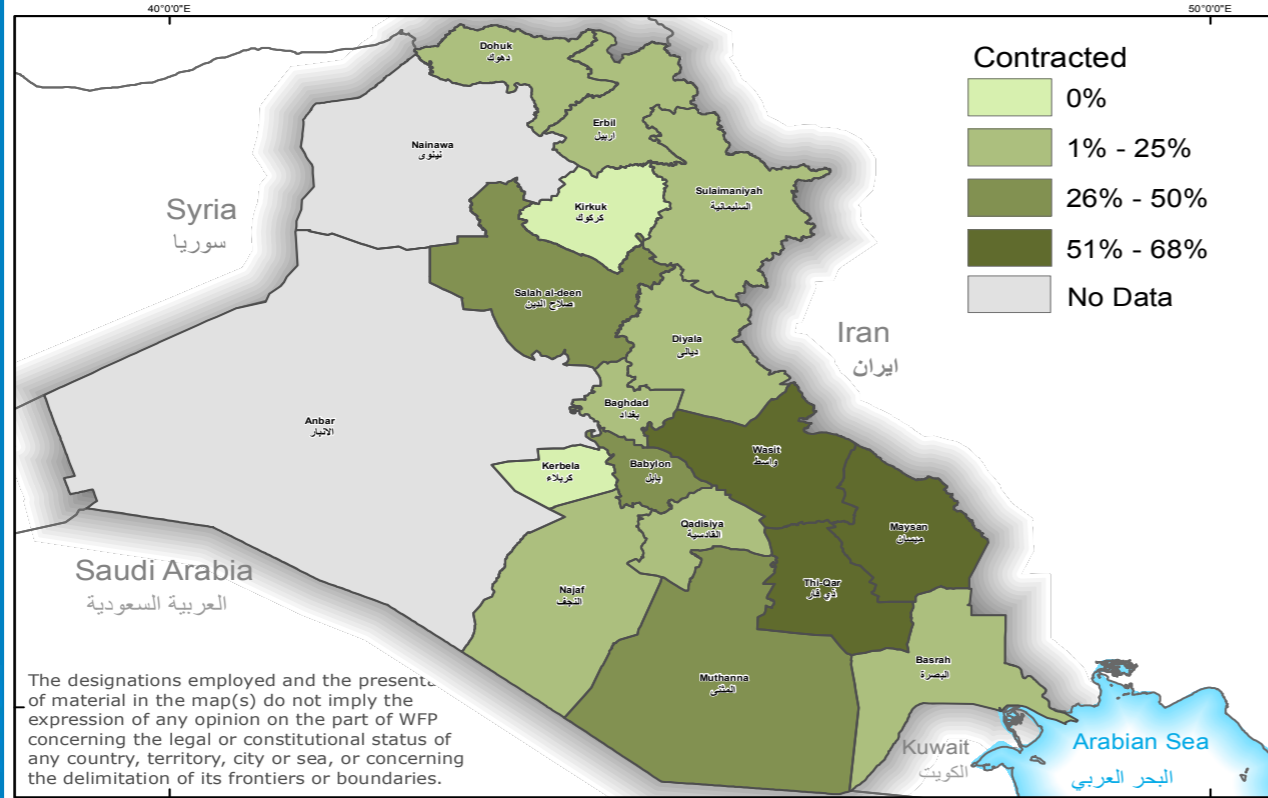 40°0'0"E
50°0'0"E
Contracted
0%
1% - 25%
26% - 50%
51% - 68%
No Data
Dohuk
دهوك
Erbil
اربيل
Nainawa
نينوى
Sulaimaniyah
السليمانية
Kirkuk
كركوك
Syria
سوريا
Salah al-deen
صلاح الدين
Diyala
ديالى
Iran
ايران
Baghdad
بغداد
Anbar
الانبار
Wasit
واسط
Kerbela
كربلاء
Babylon
بابل
Qadisiya
القادسية
Maysan
ميسان
Saudi Arabia
العربية السعودية
Najaf
النجف
Thi-Qar
ذي قار
Basrah
البصرة
Muthanna
المثنى
The designations employed and the presenta
of material in the map(s) do not imply the
expression of any opinion on the part of WFP
concerning the legal or constitutional status of
any country, territory, city or sea, or concerning
the delimitation of its frontiers or boundaries.
Kuwait
الكويت
Arabian Sea
البحر العربي